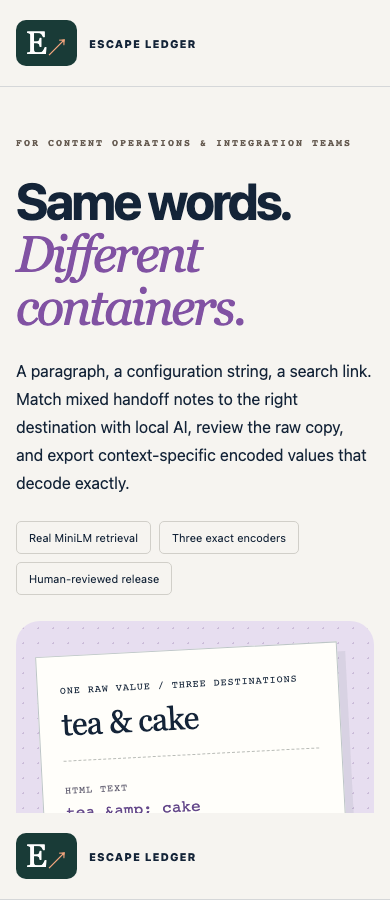 E↗ ESCAPE LEDGER
FOR CONTENT OPERATIONS & INTEGRATION TEAMS
Same words.
Different
containers.
A paragraph, a configuration string, a search link.
Match mixed handoff notes to the right
destination with local AI, review the raw copy,
and export context-specific encoded values that
decode exactly.
Real MiniLM retrieval
Three exact encoders
Human-reviewed release
ONE RAW VALUE / THREE DESTINATIONS
tea & cake
HTML TEXT
tea &amp; cake
E↗ ESCAPE LEDGER